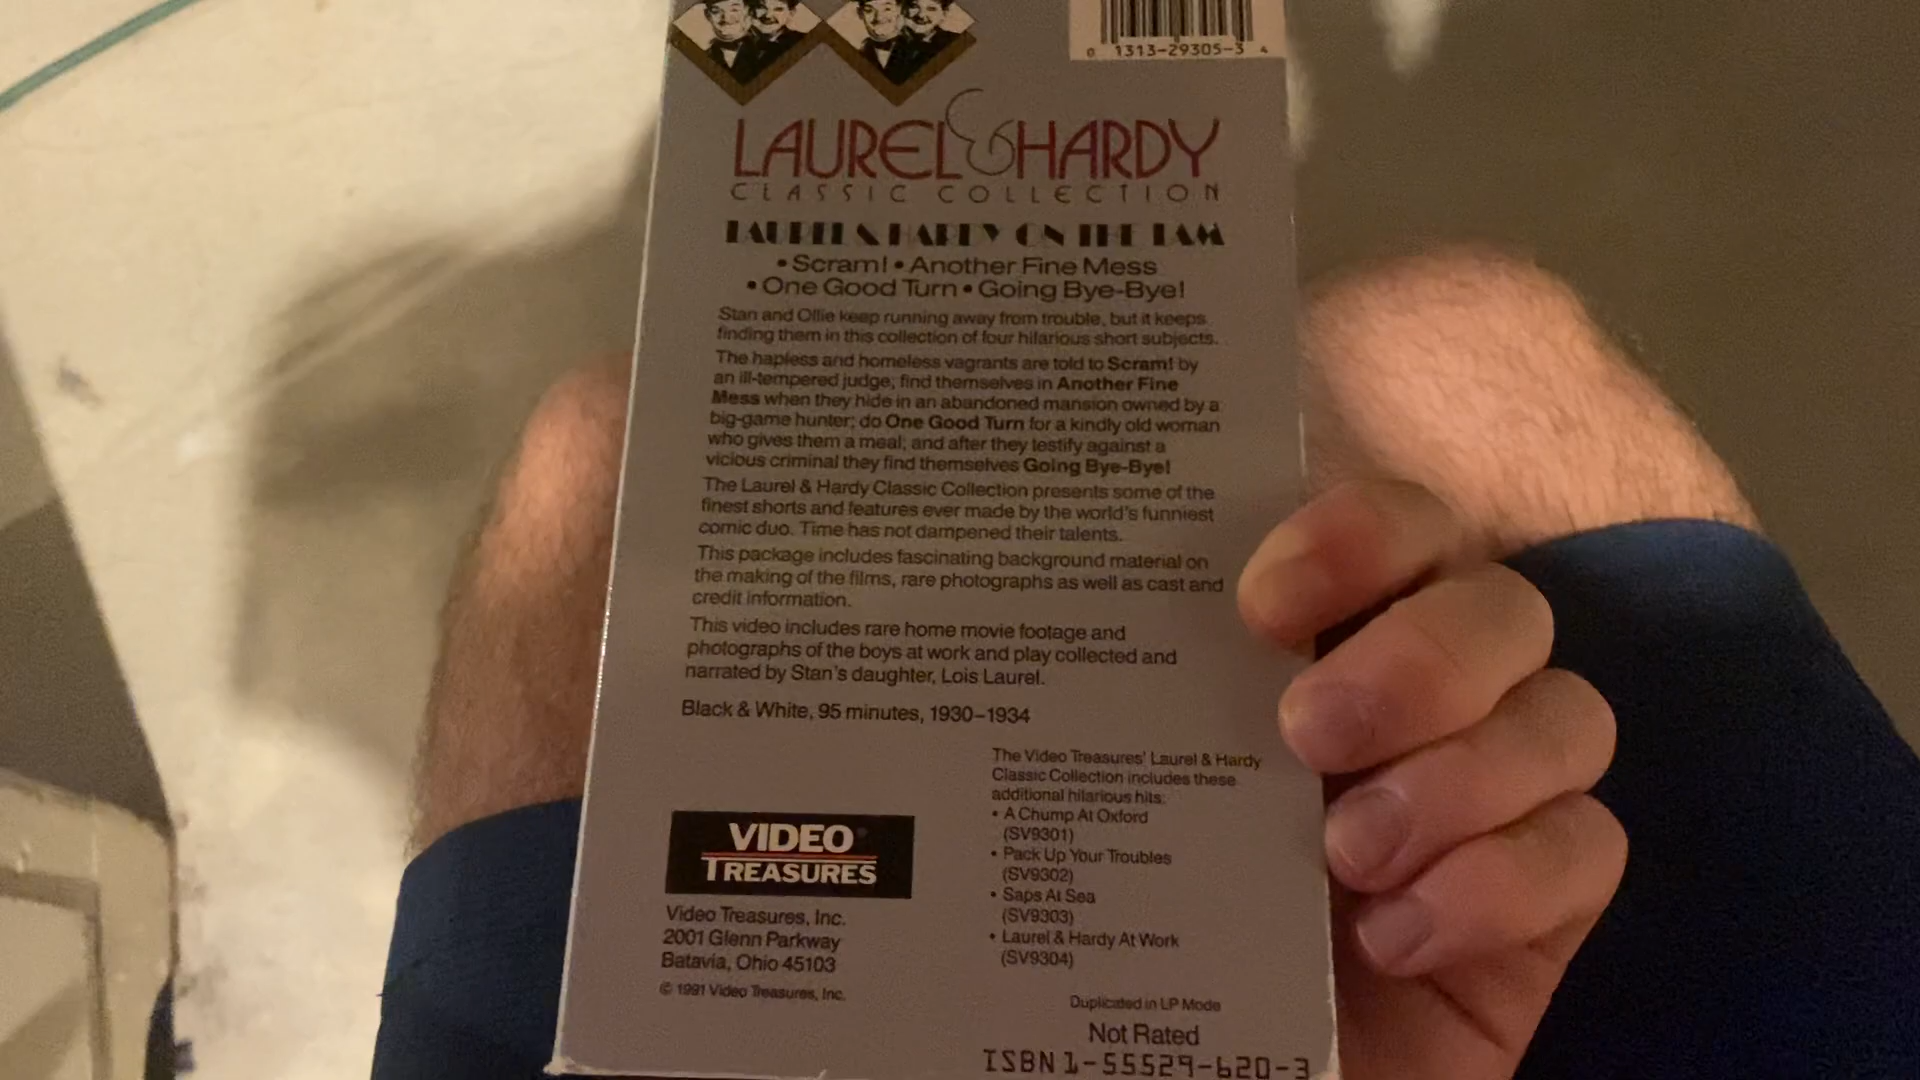 0 1313-29305-3 4
LAUREL & HARDY
CLASSIC COLLECTION
LAUREL & HARDY ON THE LAM
• Scram! • Another Fine Mess
• One Good Turn • Going Bye-Bye!
Stan and Ollie keep running away from trouble, but it keeps
finding them in this collection of four hilarious short subjects.
The hapless and homeless vagrants are told to Scram! by
an ill-tempered judge; find themselves in Another Fine
Mess when they hide in an abandoned mansion owned by a
big-game hunter; do One Good Turn for a kindly old woman
who gives them a meal; and after they testify against a
vicious criminal they find themselves Going Bye-Bye!
The Laurel & Hardy Classic Collection presents some of the
finest shorts and features ever made by the world's funniest
comic duo. Time has not dampened their talents.
This package includes fascinating background material on
the making of the films, rare photographs as well as cast and
credit information.
This video includes rare home movie footage and
photographs of the boys at work and play collected and
narrated by Stan's daughter, Lois Laurel.
Black & White, 95 minutes, 1930–1934
VIDEO
TREASURES
Video Treasures, Inc.
2001 Glenn Parkway
Batavia, Ohio 45103
© 1991 Video Treasures, Inc.
The Video Treasures' Laurel & Hardy
Classic Collection includes these
additional hilarious hits:
• A Chump At Oxford
(SV9301)
• Pack Up Your Troubles
(SV9302)
• Saps At Sea
(SV9303)
• Laurel & Hardy At Work
(SV9304)
Duplicated in LP Mode
Not Rated
ISBN 1-55529-620-3